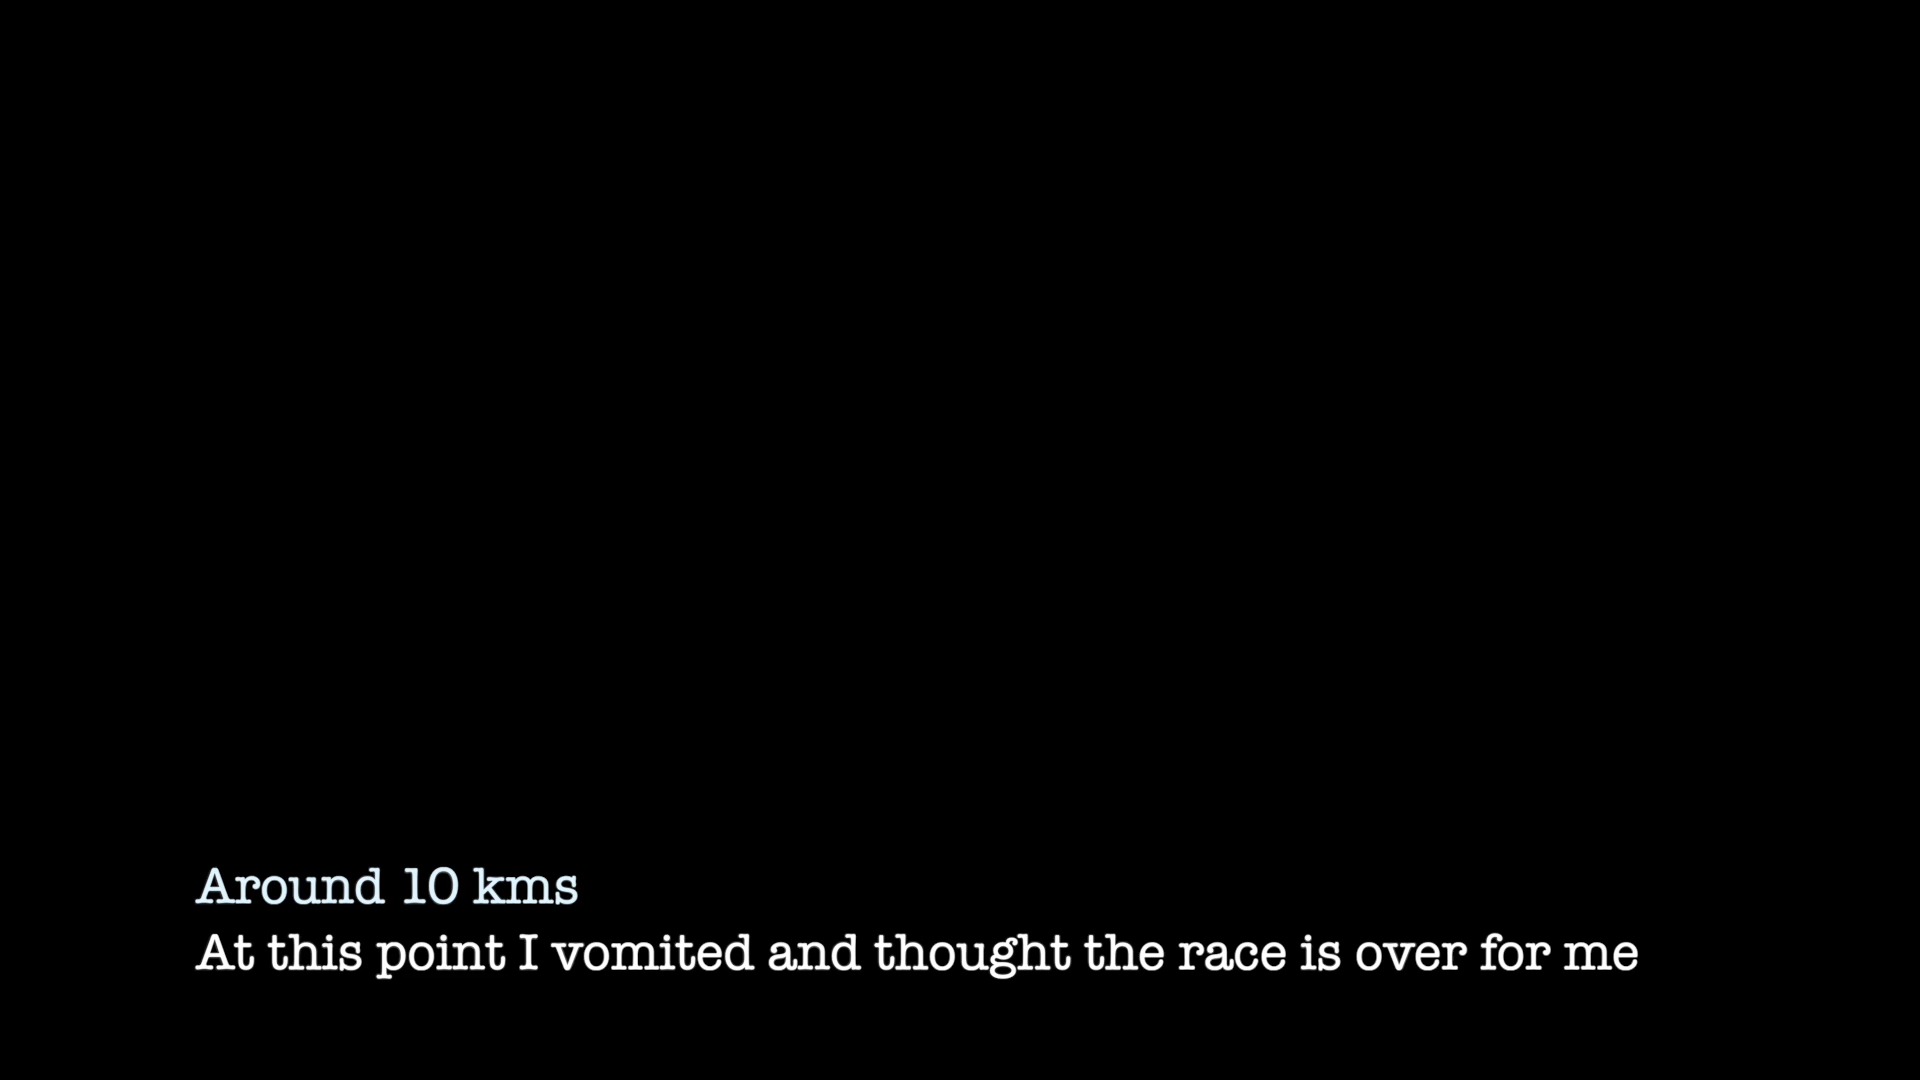 Around 10 kms
At this point I vomited and thought the race is over for me